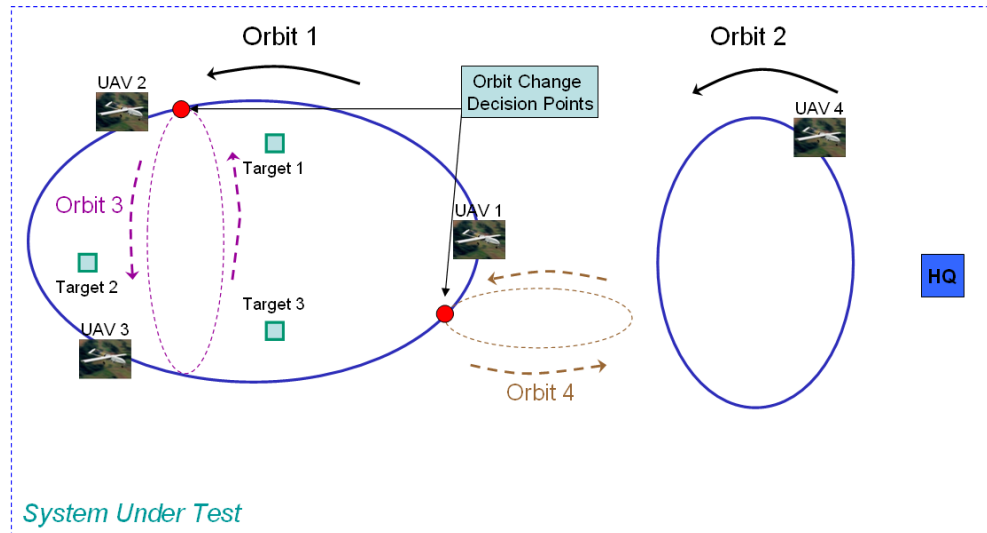 Orbit 1
Orbit 2
UAV 2
Orbit Change
Decision Points
UAV 4
Target 1
Orbit 3
UAV 1
Target 2
HQ
Target 3
UAV 3
Orbit 4
System Under Test